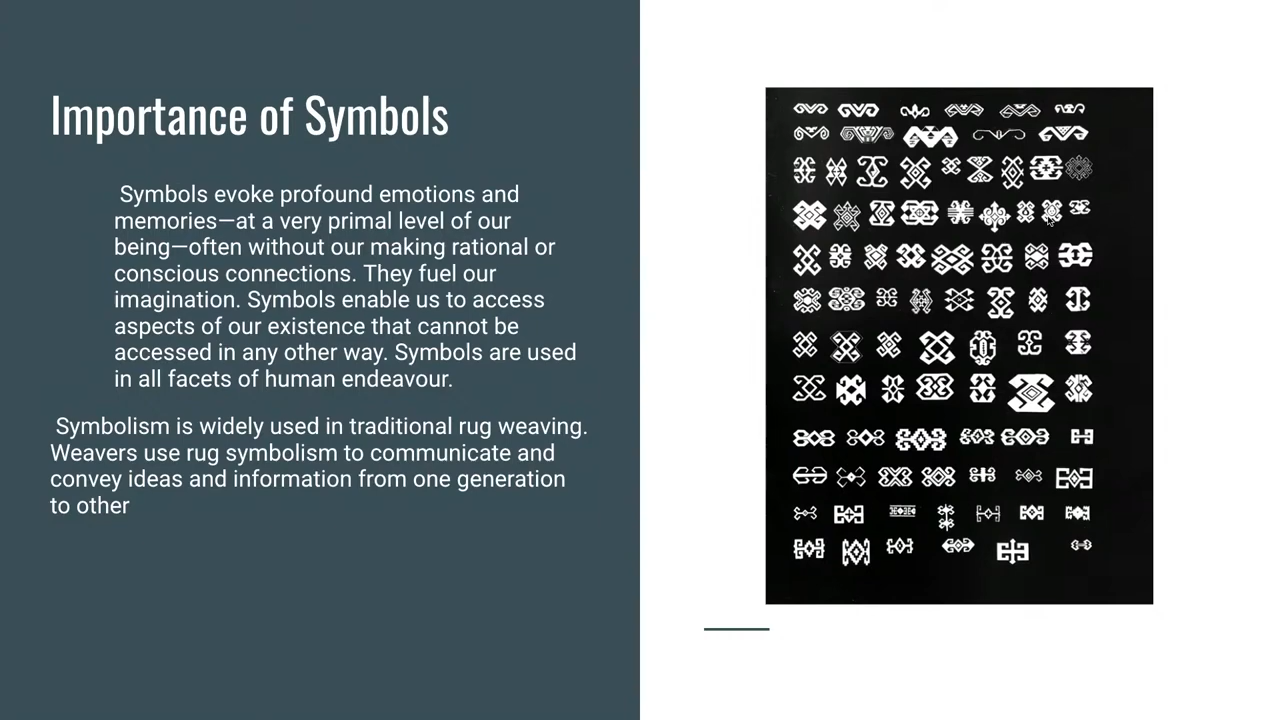 Importance of Symbols
Symbols evoke profound emotions and
memories—at a very primal level of our
being—often without our making rational or
conscious connections. They fuel our
imagination. Symbols enable us to access
aspects of our existence that cannot be
accessed in any other way. Symbols are used
in all facets of human endeavour.
Symbolism is widely used in traditional rug weaving.
Weavers use rug symbolism to communicate and
convey ideas and information from one generation
to other